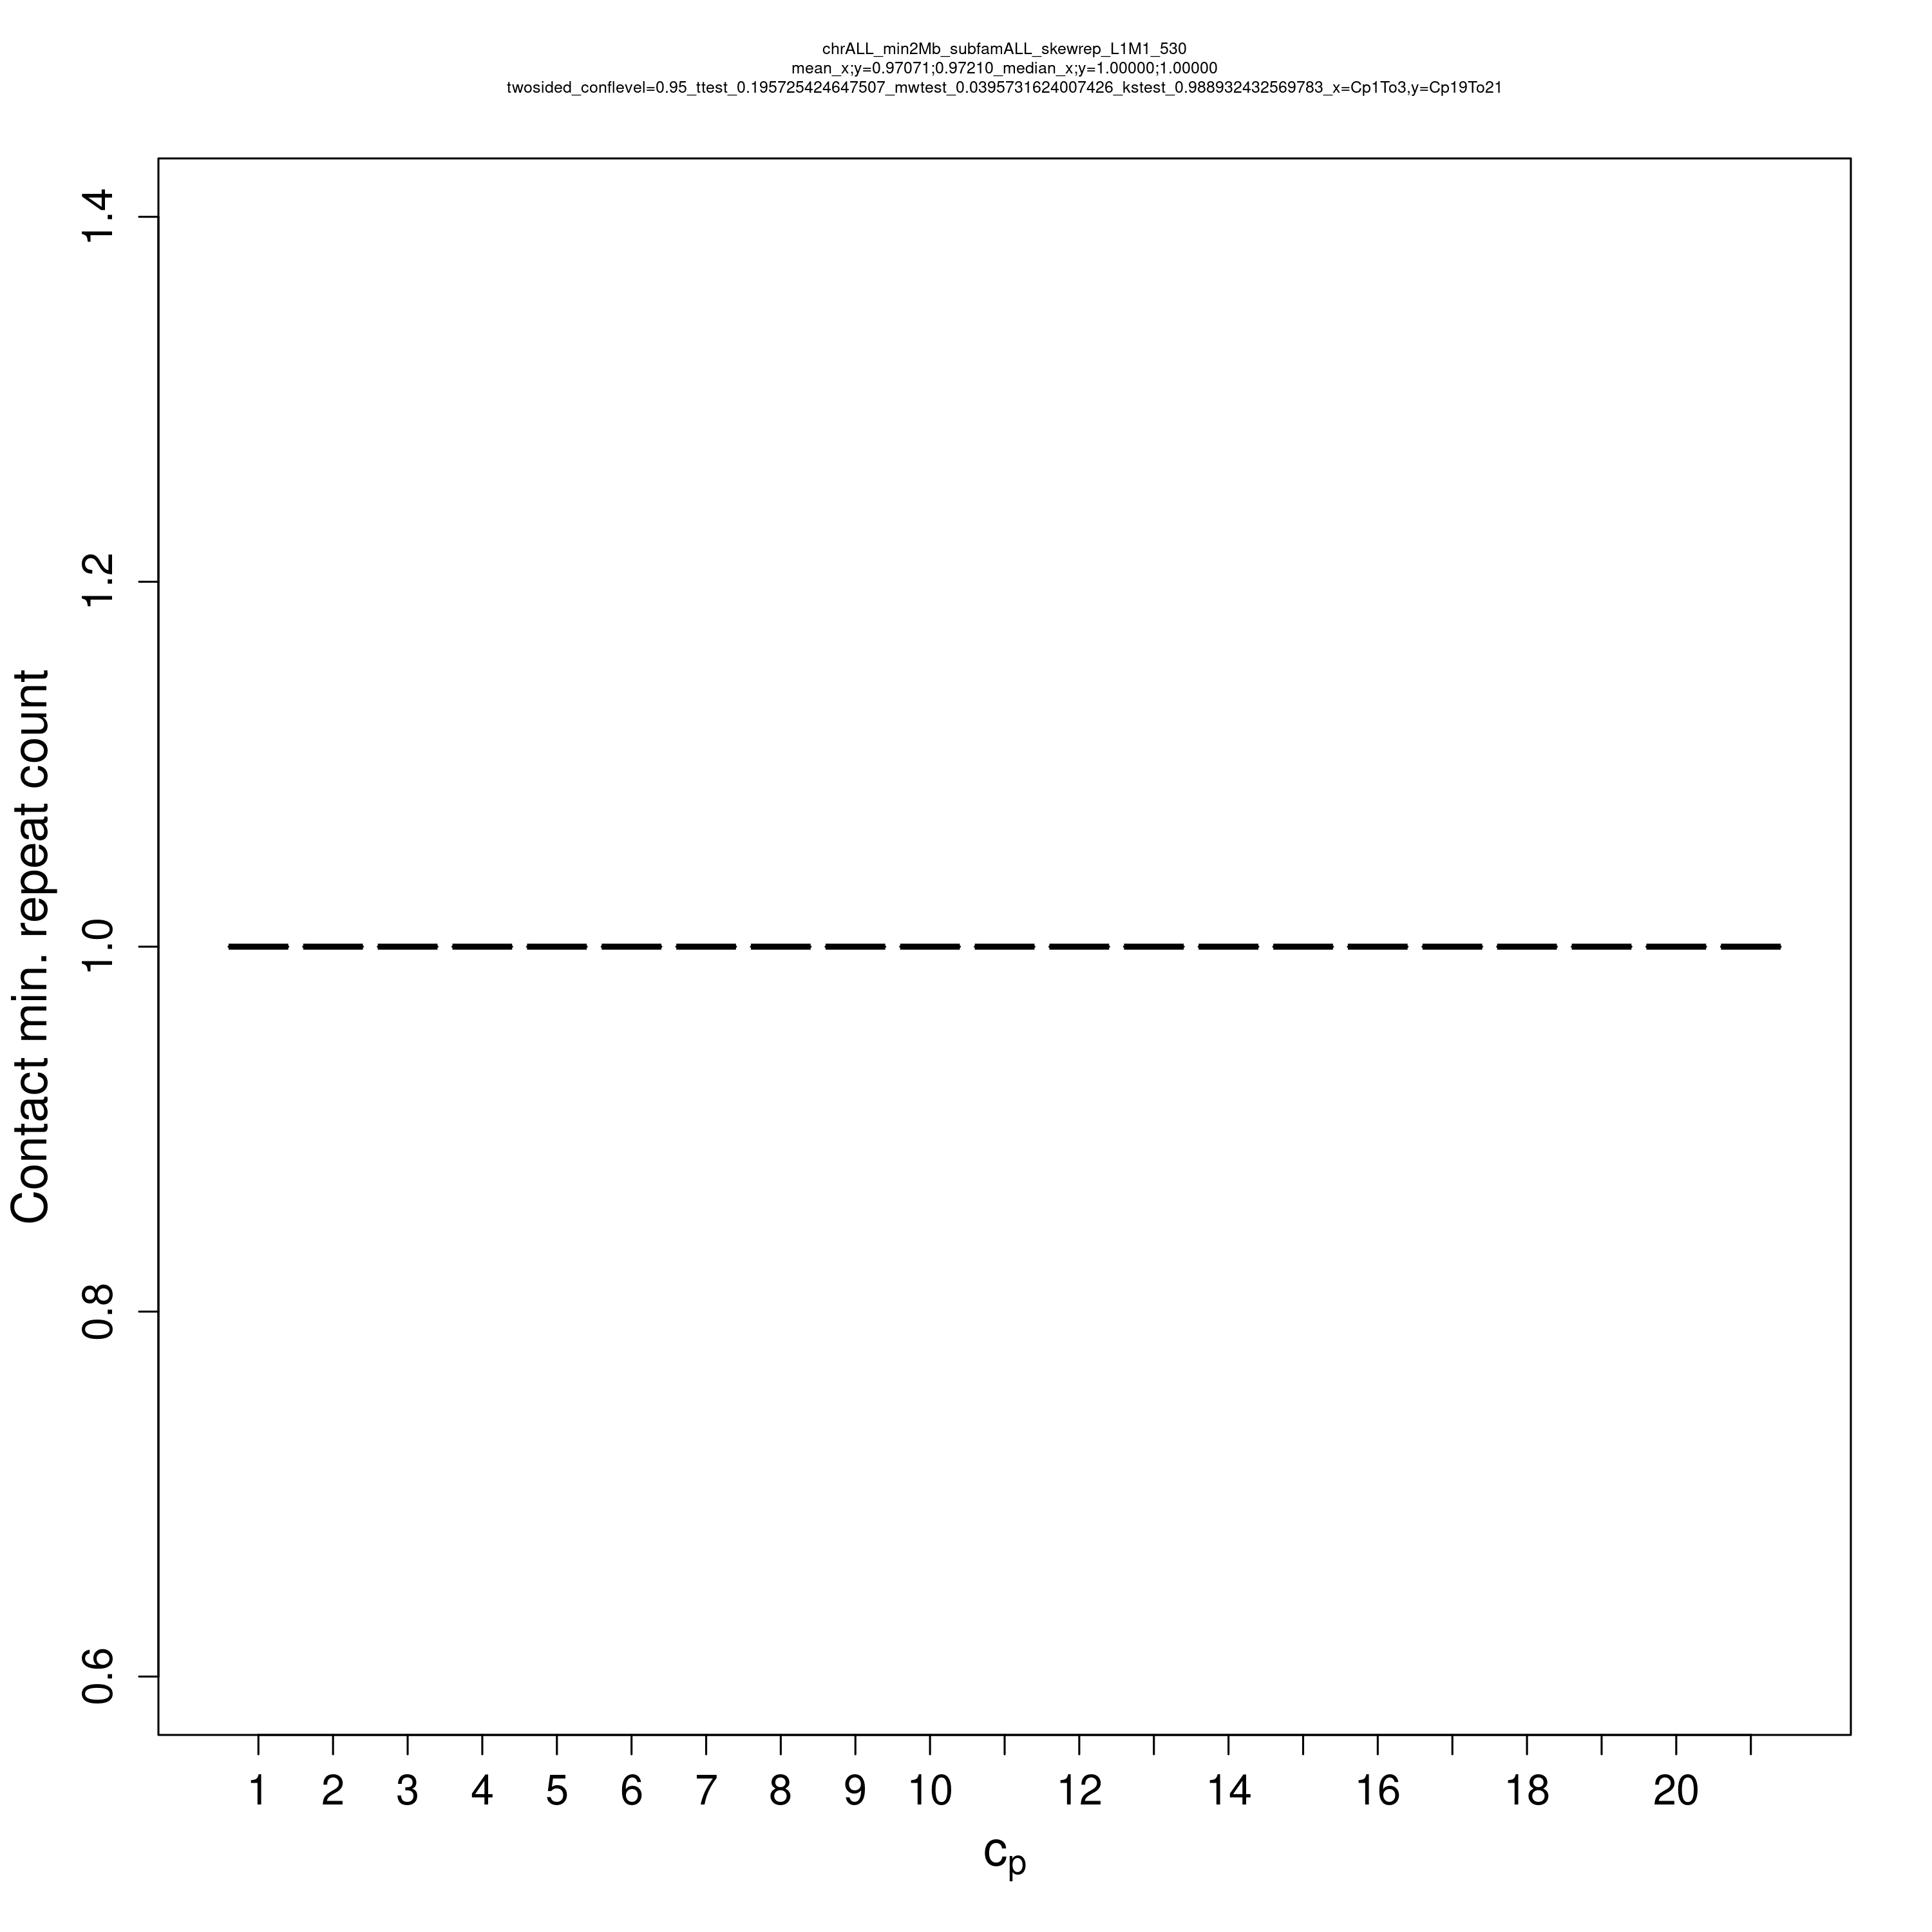 chrALL_min2Mb_subfamALL_skewrep_L1M1_530
mean_x;y=0.97071;0.97210_median_x;y=1.00000;1.00000
twosided_conflevel=0.95_ttest_0.195725424647507_mwtest_0.0395731624007426_kstest_0.988932432569783_x=Cp1To3,y=Cp19To21
Contact min. repeat count
1.4
1.2
1.0
0.8
0.6
1 2 3 4 5 6 7 8 9 10 12 14 16 18 20
cp